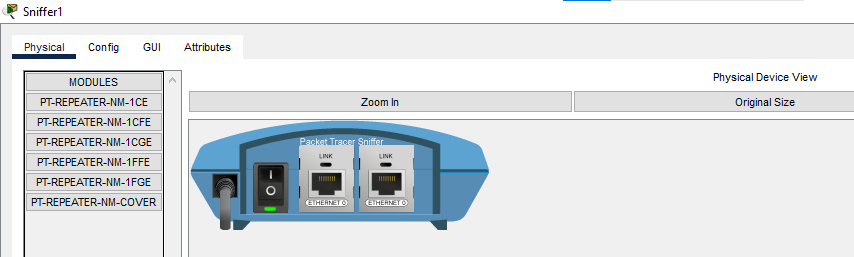 Sniffer1
Physical Config GUI Attributes
MODULES
PT-REPEATER-NM-1CE
PT-REPEATER-NM-1CFE
PT-REPEATER-NM-1CGE
PT-REPEATER-NM-1FFE
PT-REPEATER-NM-1FGE
PT-REPEATER-NM-COVER
Physical Device View
Zoom In Original Size
Packet Tracer Sniffer
LINK LINK
ETHERNET 0 ETHERNET 0